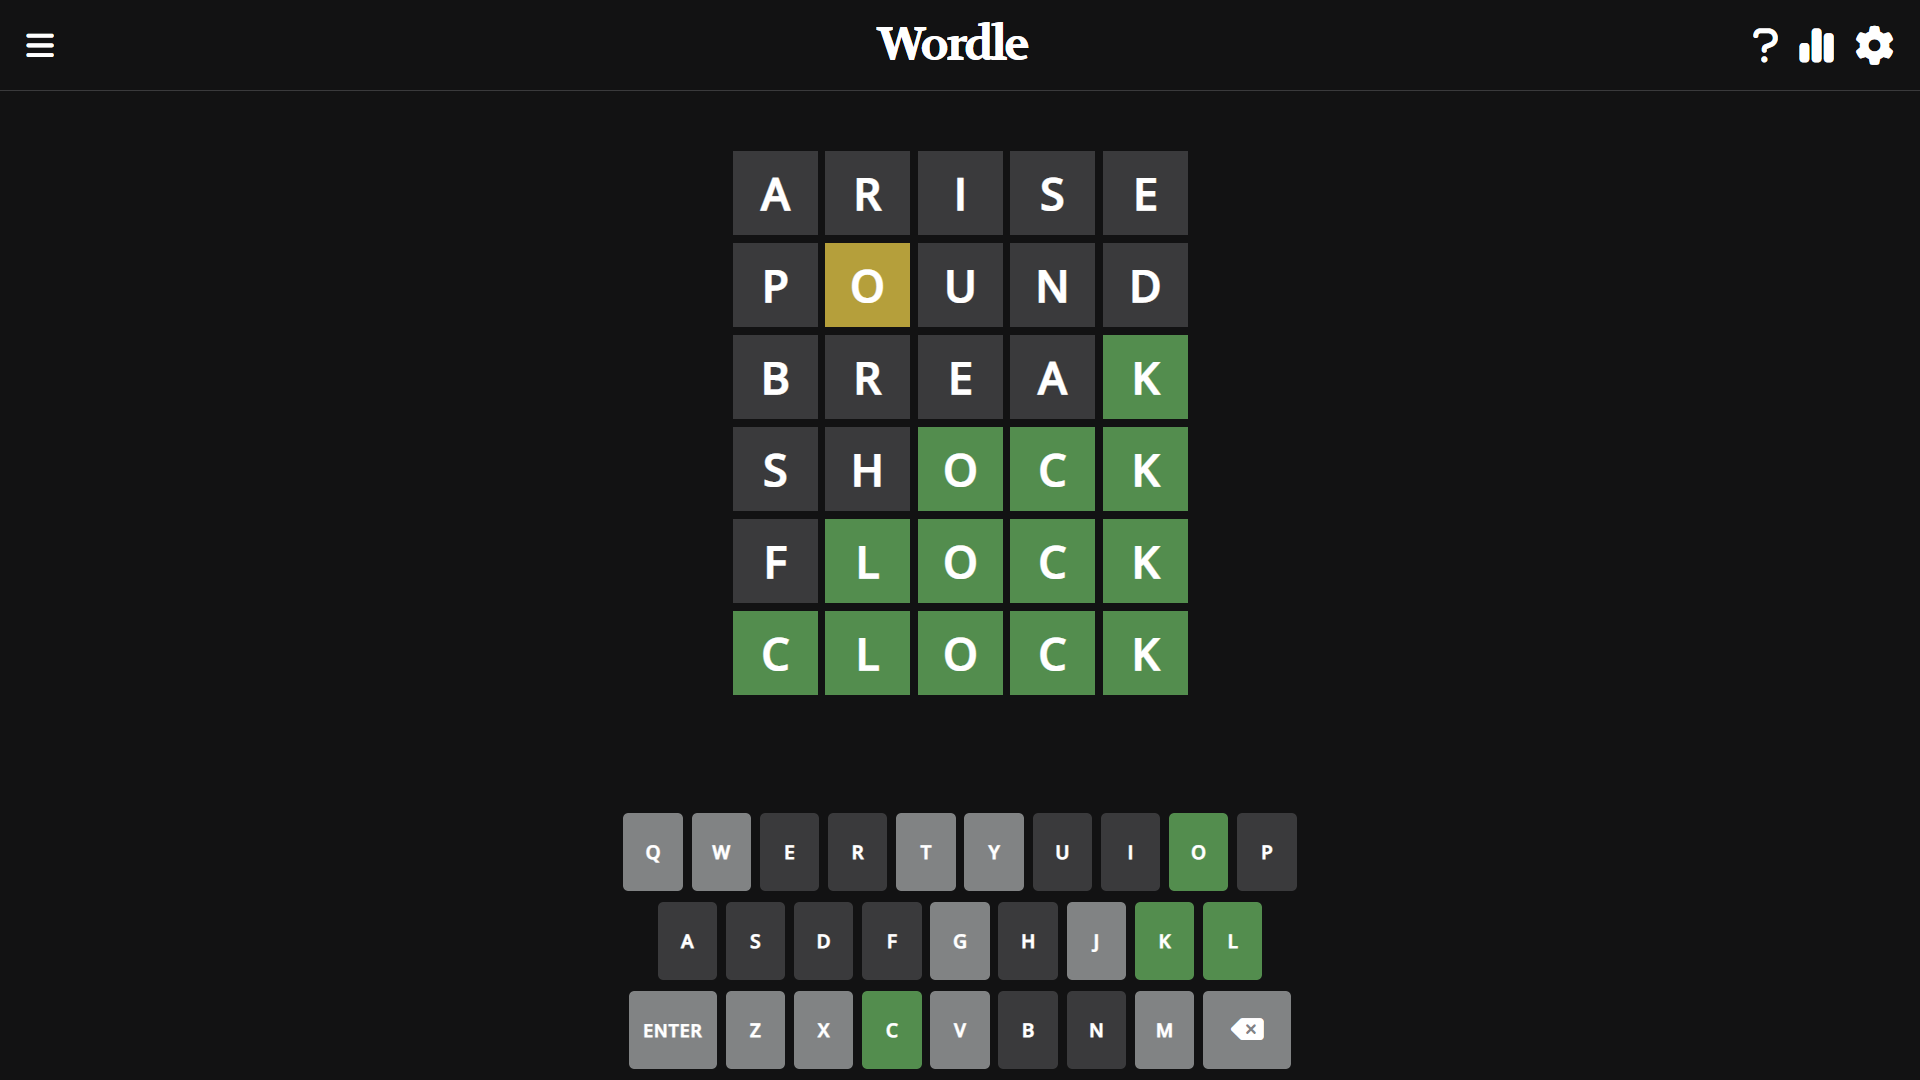 Wordle
A R I S E
P O U N D
B R E A K
S H O C K
F L O C K
C L O C K
Q W E R T Y U I O P
A S D F G H J K L
ENTER Z X C V B N M